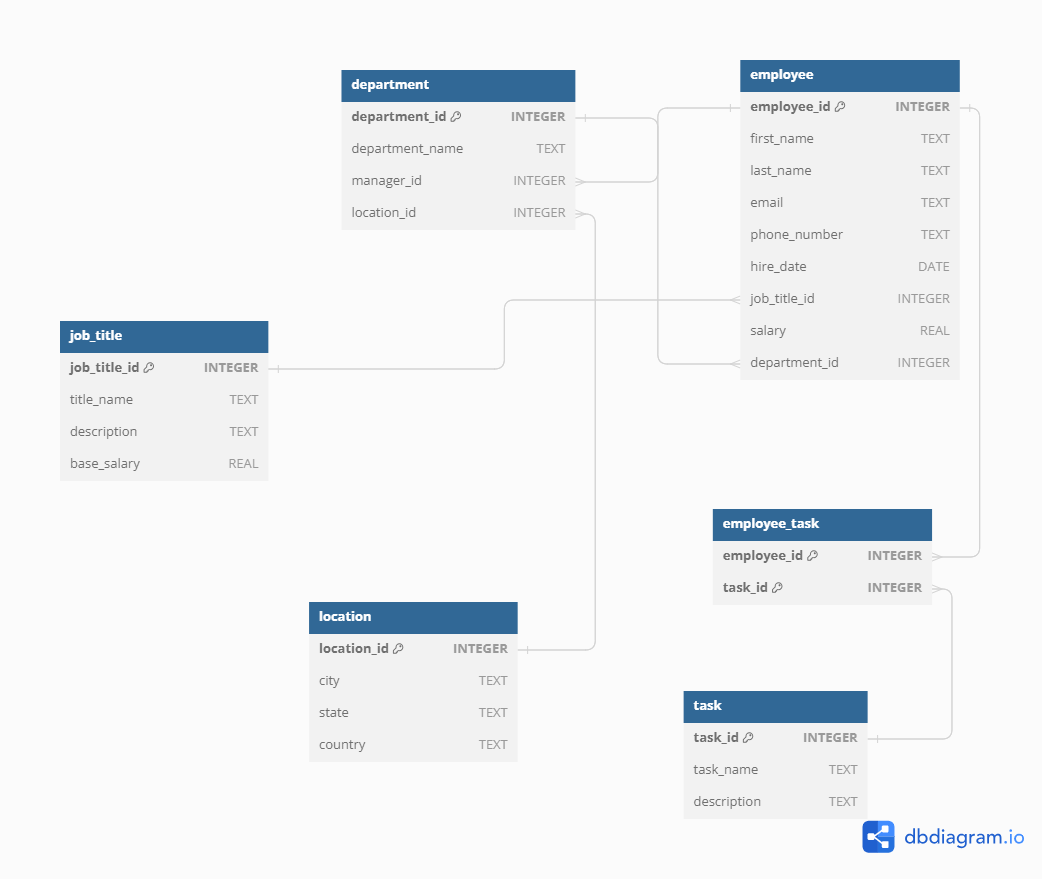 department
department_id INTEGER
department_name TEXT
manager_id INTEGER
location_id INTEGER
employee
employee_id INTEGER
first_name TEXT
last_name TEXT
email TEXT
phone_number TEXT
hire_date DATE
job_title_id INTEGER
salary REAL
department_id INTEGER
job_title
job_title_id INTEGER
title_name TEXT
description TEXT
base_salary REAL
employee_task
employee_id INTEGER
task_id INTEGER
location
location_id INTEGER
city TEXT
state TEXT
country TEXT
task
task_id INTEGER
task_name TEXT
description TEXT
dbdiagram.io